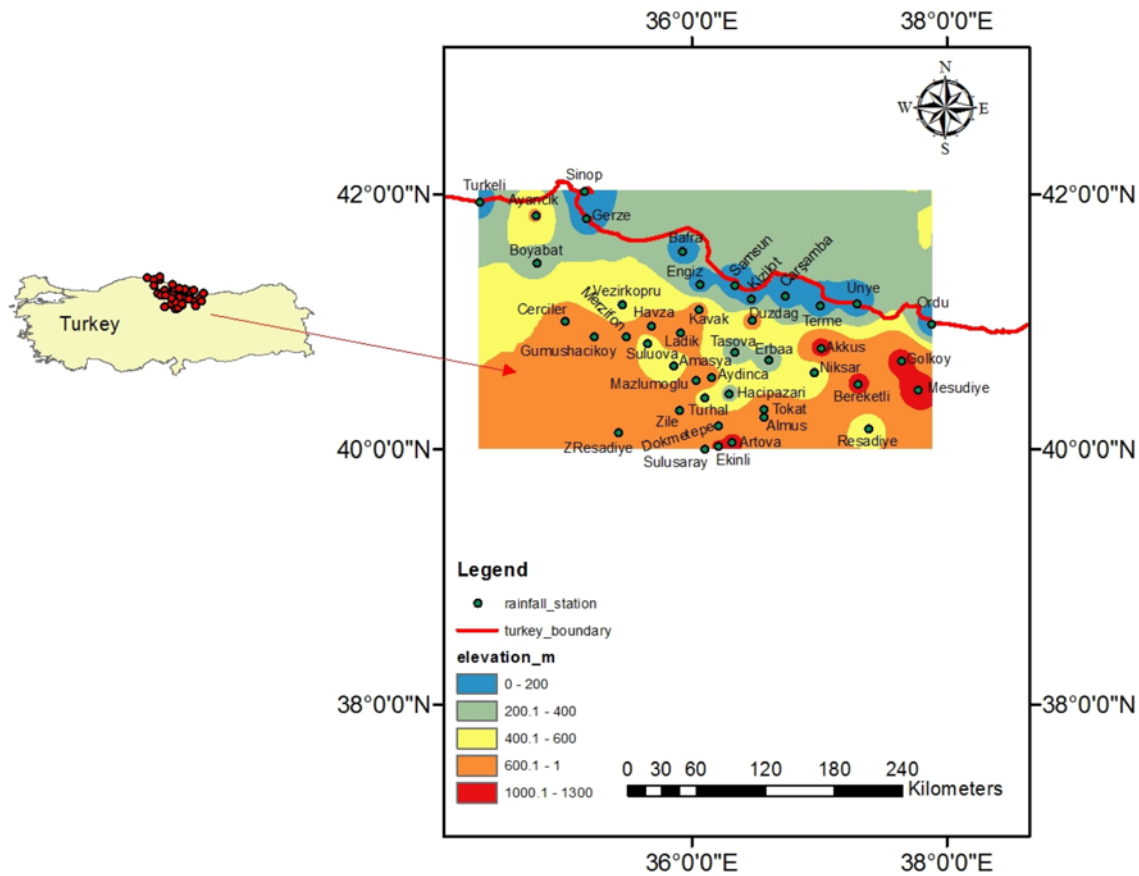 36°0'0"E
38°0'0"E
N
W
E
S
42°0'0"N
42°0'0"N
Turkeli
Sinop
Ayancik
Gerze
Boyabat
Bafra
Engiz
Samsun
Kizilot
Çarşamba
Unye
Ordu
Vezirkopru
Cerciler
Merzifon
Havza
Kavak
Duzdag
Terme
Gumushacikoy
Suluova
Ladik
Tasova
Erbaa
Akkus
Golkoy
Amasya
Aydinca
Niksar
Mazlumoglu
Hacipazari
Bereketli
Mesudiye
Turhal
Tokat
Zile
Almus
Dokmetepe
ZResadiye
Artova
Resadiye
Sulusaray
Ekinli
40°0'0"N
40°0'0"N
Turkey
Legend
rainfall_station
turkey_boundary
elevation_m
0 - 200
200.1 - 400
400.1 - 600
600.1 - 1
1000.1 - 1300
38°0'0"N
38°0'0"N
0 30 60 120 180 240
Kilometers
36°0'0"E
38°0'0"E